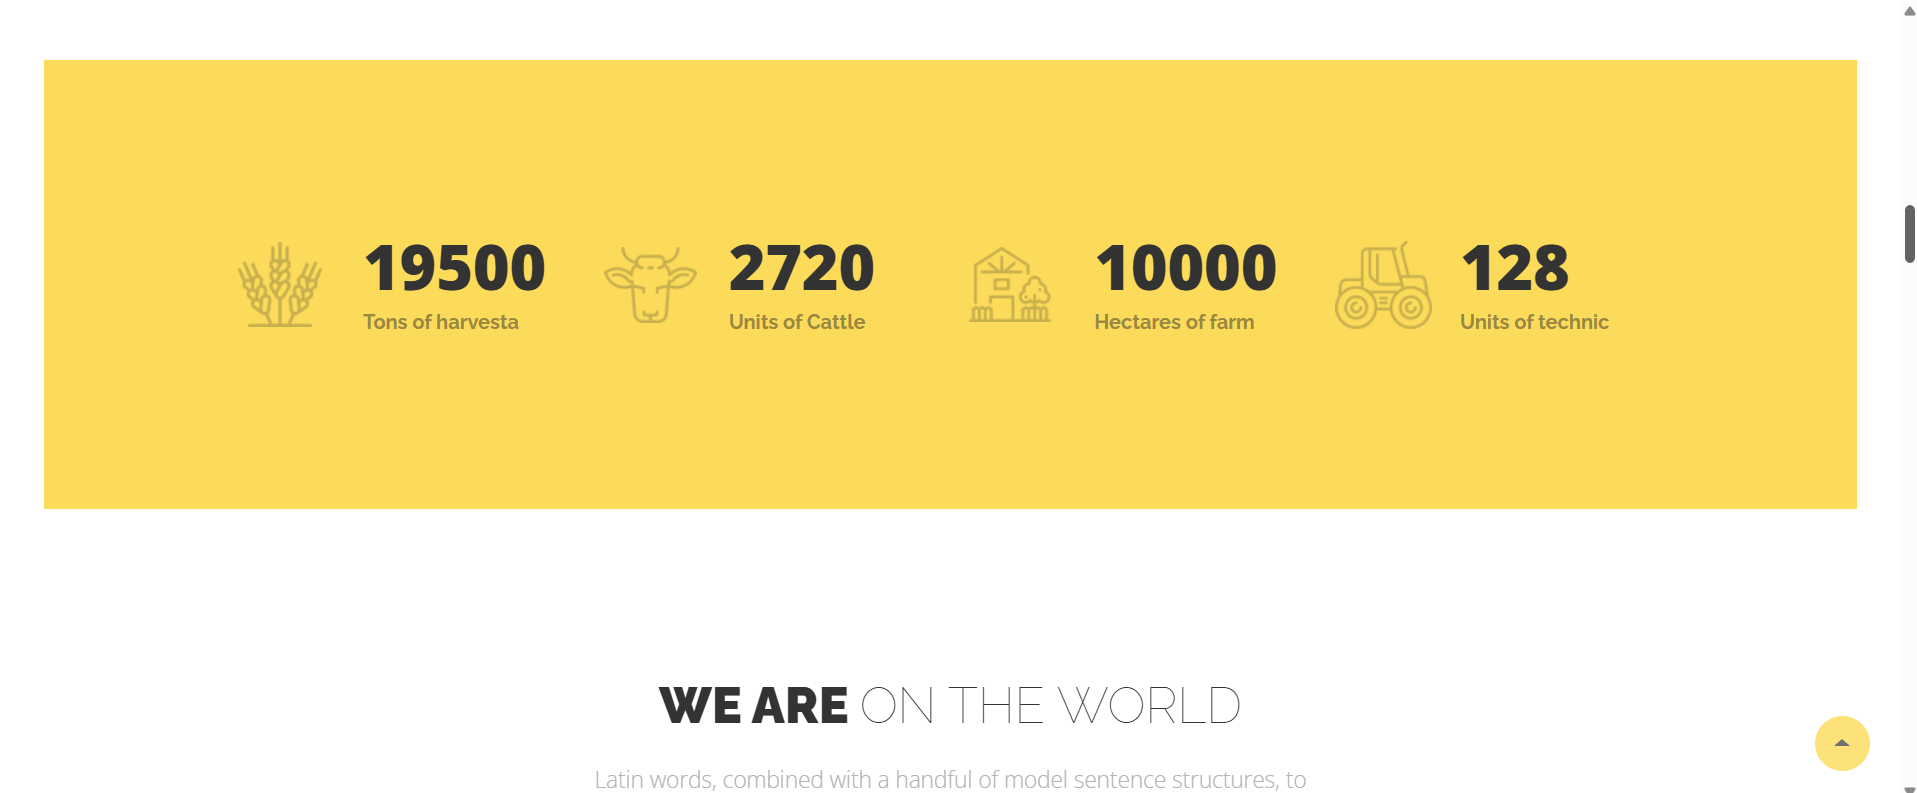 19500
Tons of harvesta
2720
Units of Cattle
10000
Hectares of farm
128
Units of technic
WE ARE ON THE WORLD
Latin words, combined with a handful of model sentence structures, to